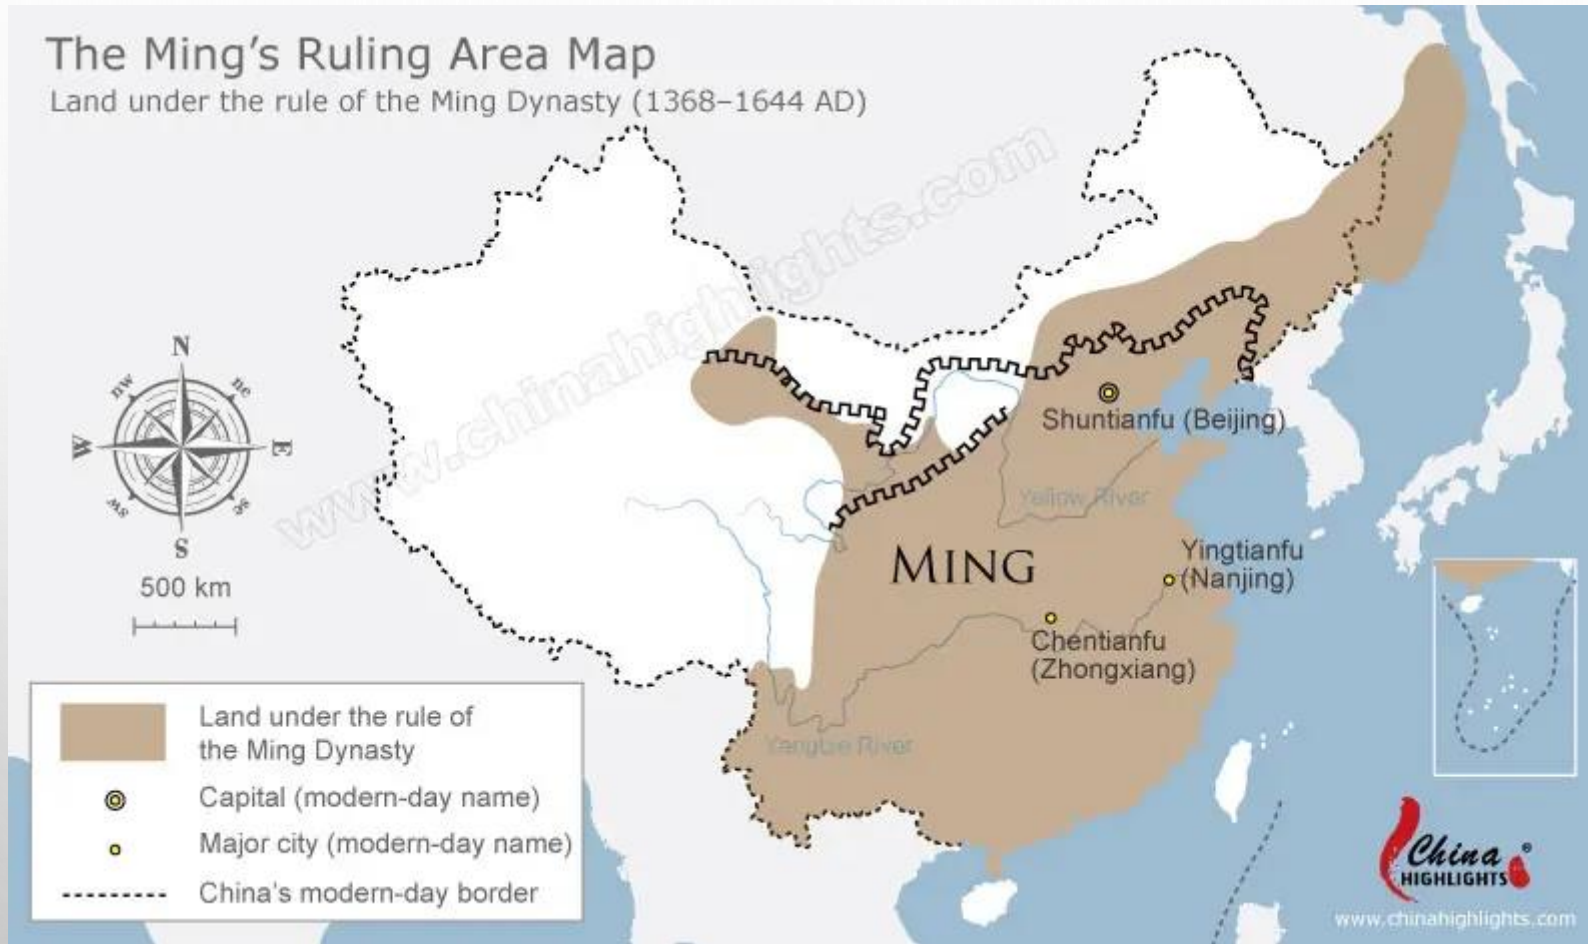 The Ming's Ruling Area Map
Land under the rule of the Ming Dynasty (1368–1644 AD)
www.chinahighlights.com
N
nw
ne
W
E
sw
se
S
500 km
Shuntianfu (Beijing)
Yellow River
MING
Yingtianfu
(Nanjing)
Chentianfu
(Zhongxiang)
Yangtze River
Land under the rule of
the Ming Dynasty
Capital (modern-day name)
Major city (modern-day name)
China's modern-day border
China®
HIGHLIGHTS
www.chinahighlights.com